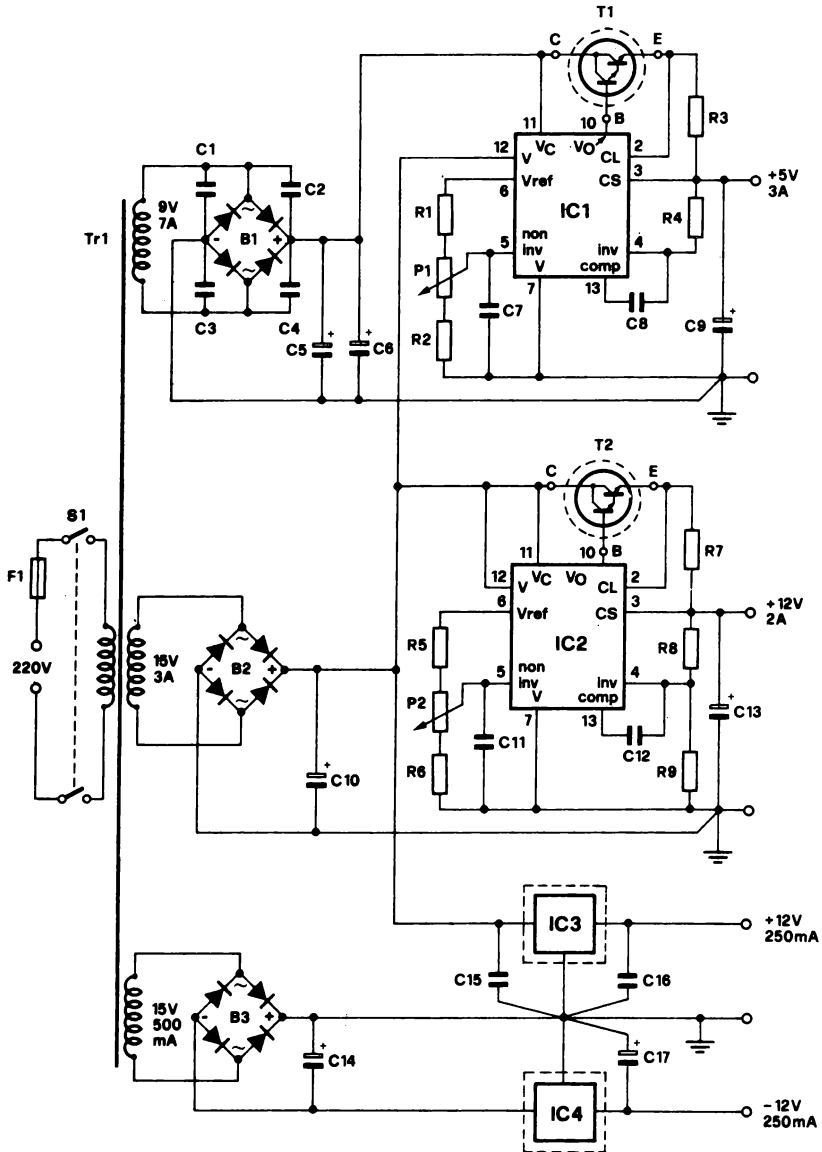 T1
C
E
11
10
B
R3
12
V
VC
VO
CL
2
6
Vref
CS
3
+5V
3A
IC1
R1
R4
5
non
inv
inv
4
V
comp
7
13
P1
C7
C8
R2
C9
+
C1
C2
9V
7A
Tr1
~
-
B1
+
~
C3
C4
C5
+
C6
+
T2
C
E
11
10
B
R7
12
V
VC
VO
CL
2
6
Vref
CS
3
+12V
2A
IC2
R5
R8
5
non
inv
inv
4
V
comp
7
13
P2
C11
C12
R6
R9
C13
+
S1
F1
220V
15V
3A
~
-
B2
+
~
C10
+
IC3
+12V
250mA
C15
C16
15V
500
mA
~
-
B3
+
~
C14
+
C17
+
IC4
-12V
250mA